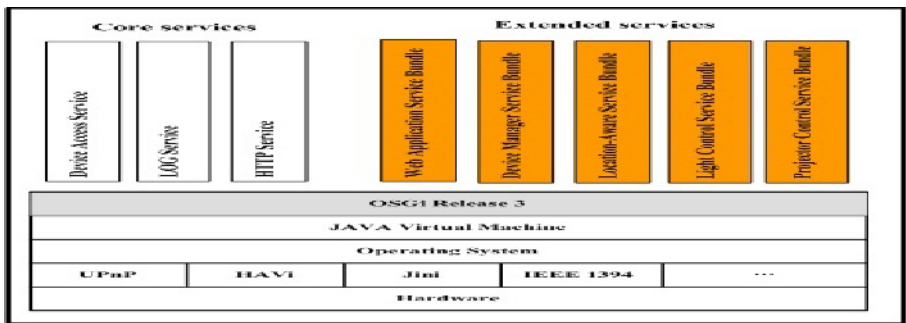 Core services
Extended services
Device Access Service
LOG Service
HTTP Service
Web Application Service Bundle
Device Manager Service Bundle
Location-Aware Service Bundle
Light Control Service Bundle
Projector Control Service Bundle
OSGi Release 3
JAVA Virtual Machine
Operating System
UPnP
HAVi
Jini
IEEE 1394
...
Hardware